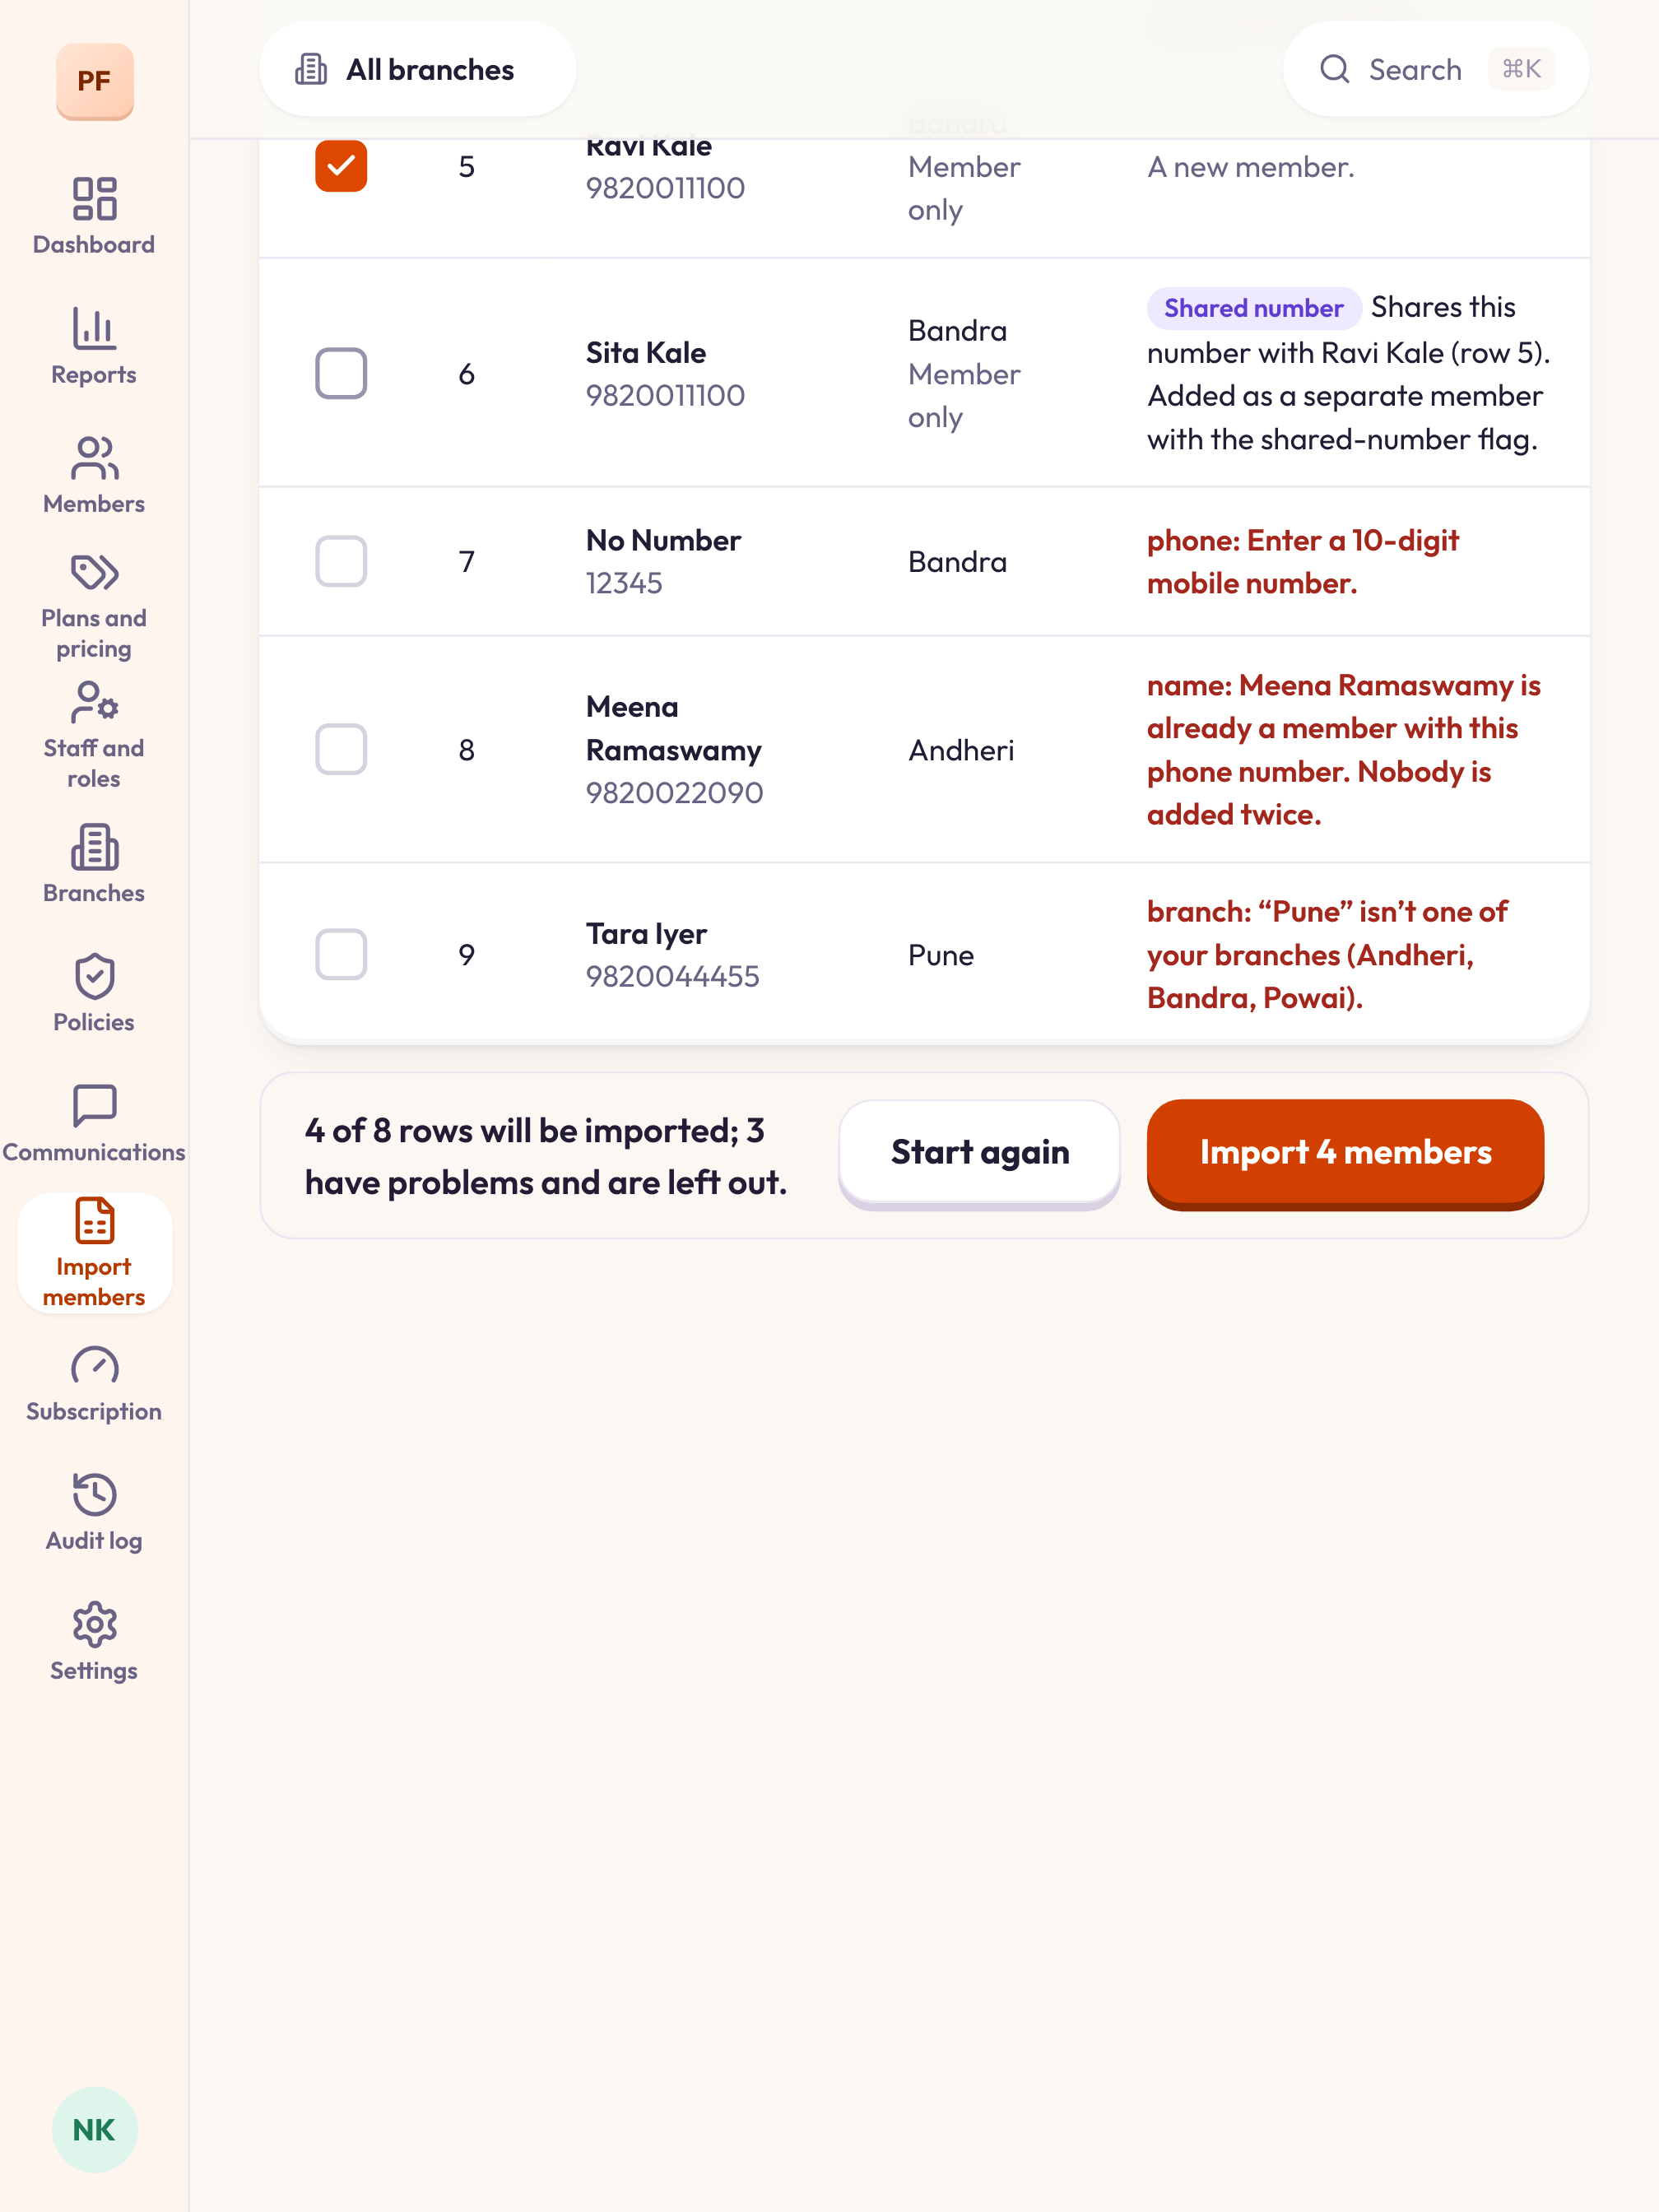 PF
Dashboard
Reports
Members
Plans and
pricing
Staff and
roles
Branches
Policies
Communications
Import
members
Subscription
Audit log
Settings
NK
All branches
Search ⌘K
5
Ravi Kale
9820011100
Bandra
Member
only
A new member.
6
Sita Kale
9820011100
Bandra
Member
only
Shared number Shares this
number with Ravi Kale (row 5).
Added as a separate member
with the shared-number flag.
7
No Number
12345
Bandra
phone: Enter a 10-digit
mobile number.
8
Meena
Ramaswamy
9820022090
Andheri
name: Meena Ramaswamy is
already a member with this
phone number. Nobody is
added twice.
9
Tara Iyer
9820044455
Pune
branch: “Pune” isn’t one of
your branches (Andheri,
Bandra, Powai).
4 of 8 rows will be imported; 3
have problems and are left out.
Start again
Import 4 members